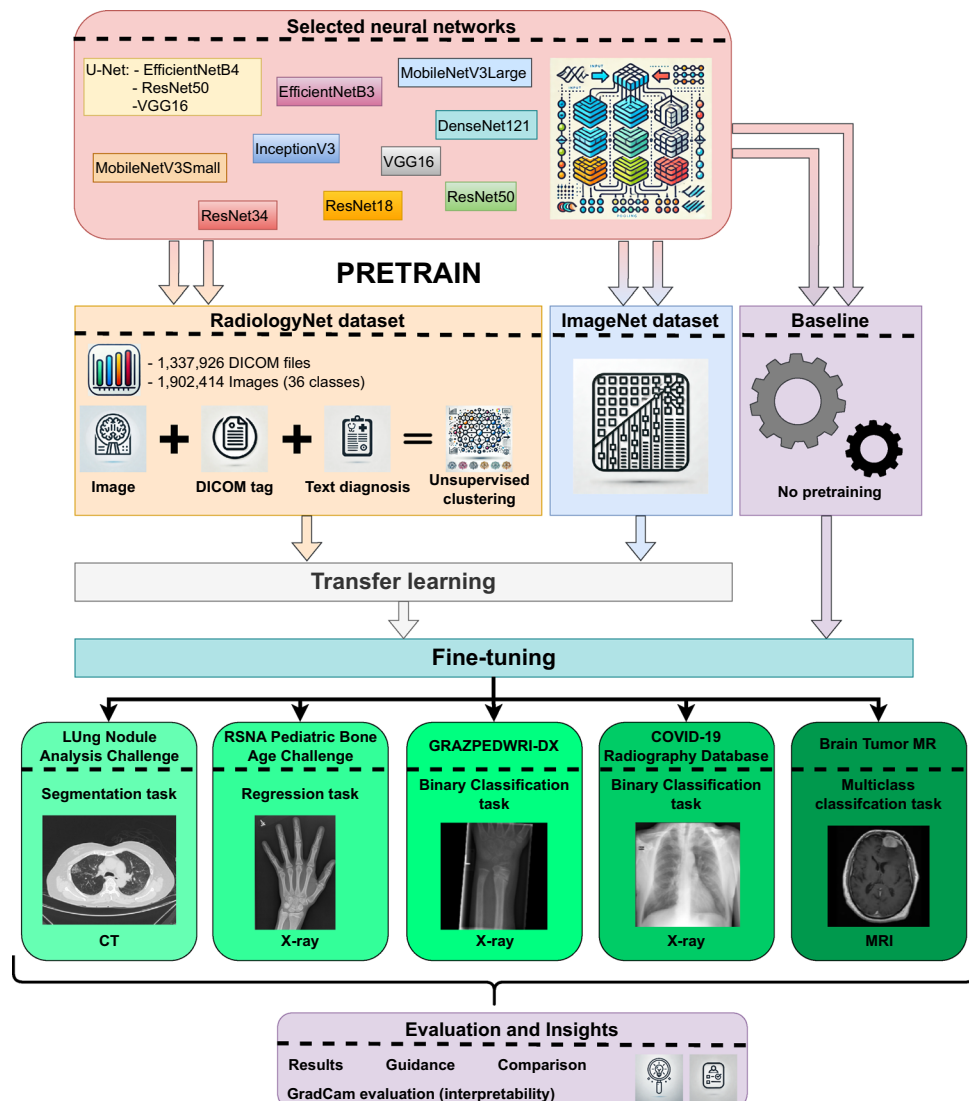 Selected neural networks
U-Net: - EfficientNetB4
- ResNet50
-VGG16
EfficientNetB3
MobileNetV3Large
DenseNet121
InceptionV3
VGG16
MobileNetV3Small
ResNet34
ResNet18
ResNet50
INPUT
INPUT
PRETRAIN
RadiologyNet dataset
- 1,337,926 DICOM files
- 1,902,414 Images (36 classes)
Image
DICOM tag
Text diagnosis
Unsupervised
clustering
ImageNet dataset
Baseline
No pretraining
Transfer learning
Fine-tuning
LUng Nodule
Analysis Challenge
Segmentation task
CT
RSNA Pediatric Bone
Age Challenge
Regression task
X-ray
GRAZPEDWRI-DX
Binary Classification
task
X-ray
COVID-19
Radiography Database
Binary Classification
task
X-ray
Brain Tumor MR
Multiclass
classifcation task
MRI
Evaluation and Insights
Results Guidance Comparison
GradCam evaluation (interpretability)